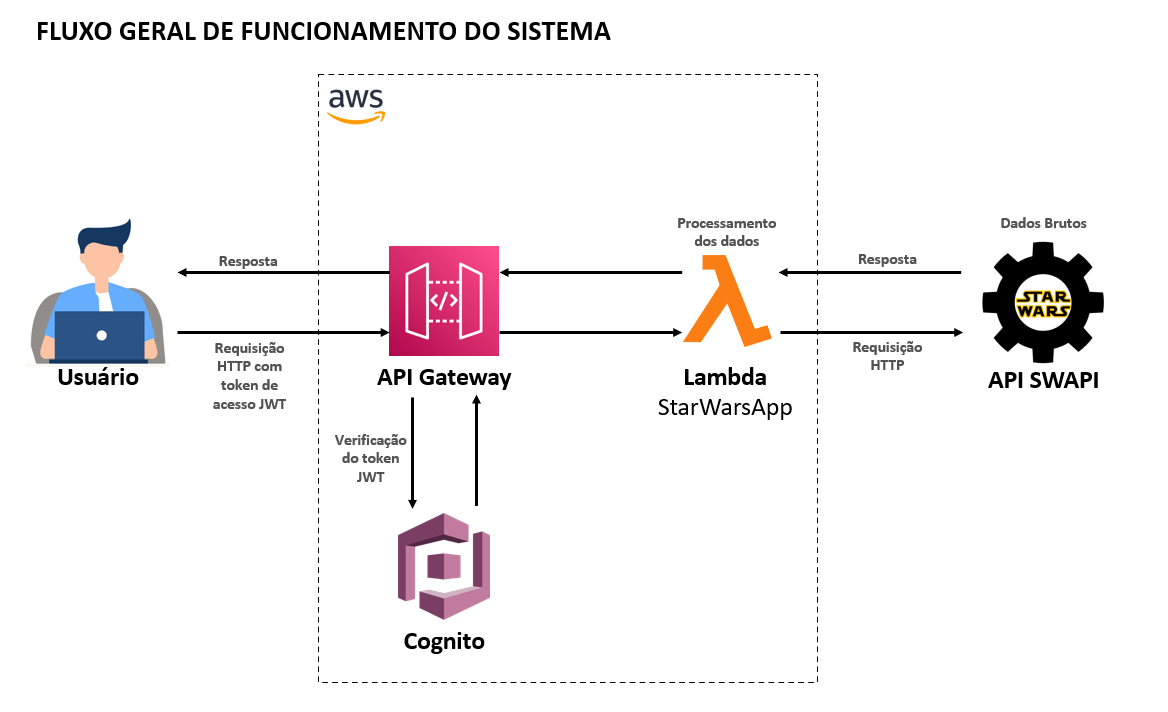 FLUXO GERAL DE FUNCIONAMENTO DO SISTEMA
aws
Resposta
Requisição
HTTP com
token de
acesso JWT
Usuário
API Gateway
Verificação
do token
JWT
Cognito
Processamento
dos dados
Lambda
StarWarsApp
Resposta
Requisição
HTTP
Dados Brutos
STAR
WARS
API SWAPI